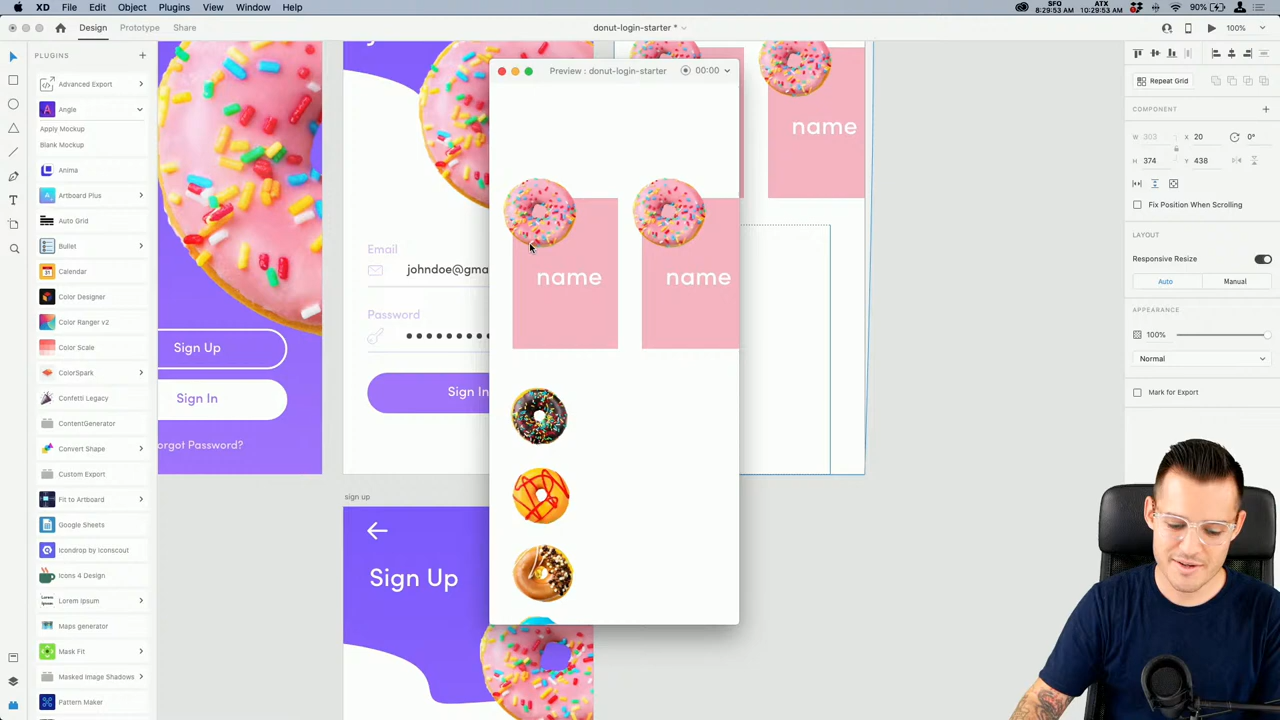 XD File Edit Object Plugins View Window Help
SFO ATX
8:29:53 AM 10:29:53 AM 90%
Design Prototype Share
donut-login-starter *
100%
PLUGINS
Advanced Export
Angle
Apply Mockup
Blank Mockup
Anima
Artboard Plus
Auto Grid
Bullet
Calendar
Color Designer
Color Ranger v2
Color Scale
ColorSpark
Confetti Legacy
ContentGenerator
Convert Shape
Custom Export
Fit to Artboard
Google Sheets
Icondrop by Iconscout
Icons 4 Design
Lorem Ipsum
Maps generator
Mask Fit
Masked Image Shadows
Pattern Maker
Sign Up
Sign In
orgot Password?
Email
johndoe@gma
Password
Sign In
sign up
Sign Up
Preview : donut-login-starter
00:00
name
name
name
Repeat Grid
COMPONENT
W 303 X 20 0°
H 374 Y 438
Fix Position When Scrolling
LAYOUT
Responsive Resize
Auto Manual
APPEARANCE
100%
Normal
Mark for Export